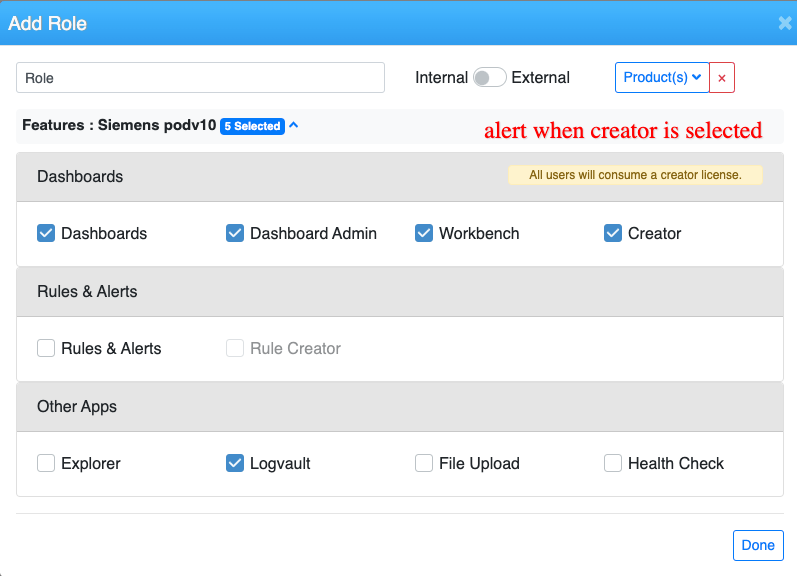 Add Role ×
Role Internal External Product(s) ×
Features : Siemens podv10 5 Selected
alert when creator is selected
Dashboards All users will consume a creator license.
Dashboards Dashboard Admin Workbench Creator
Rules & Alerts
Rules & Alerts Rule Creator
Other Apps
Explorer Logvault File Upload Health Check
Done